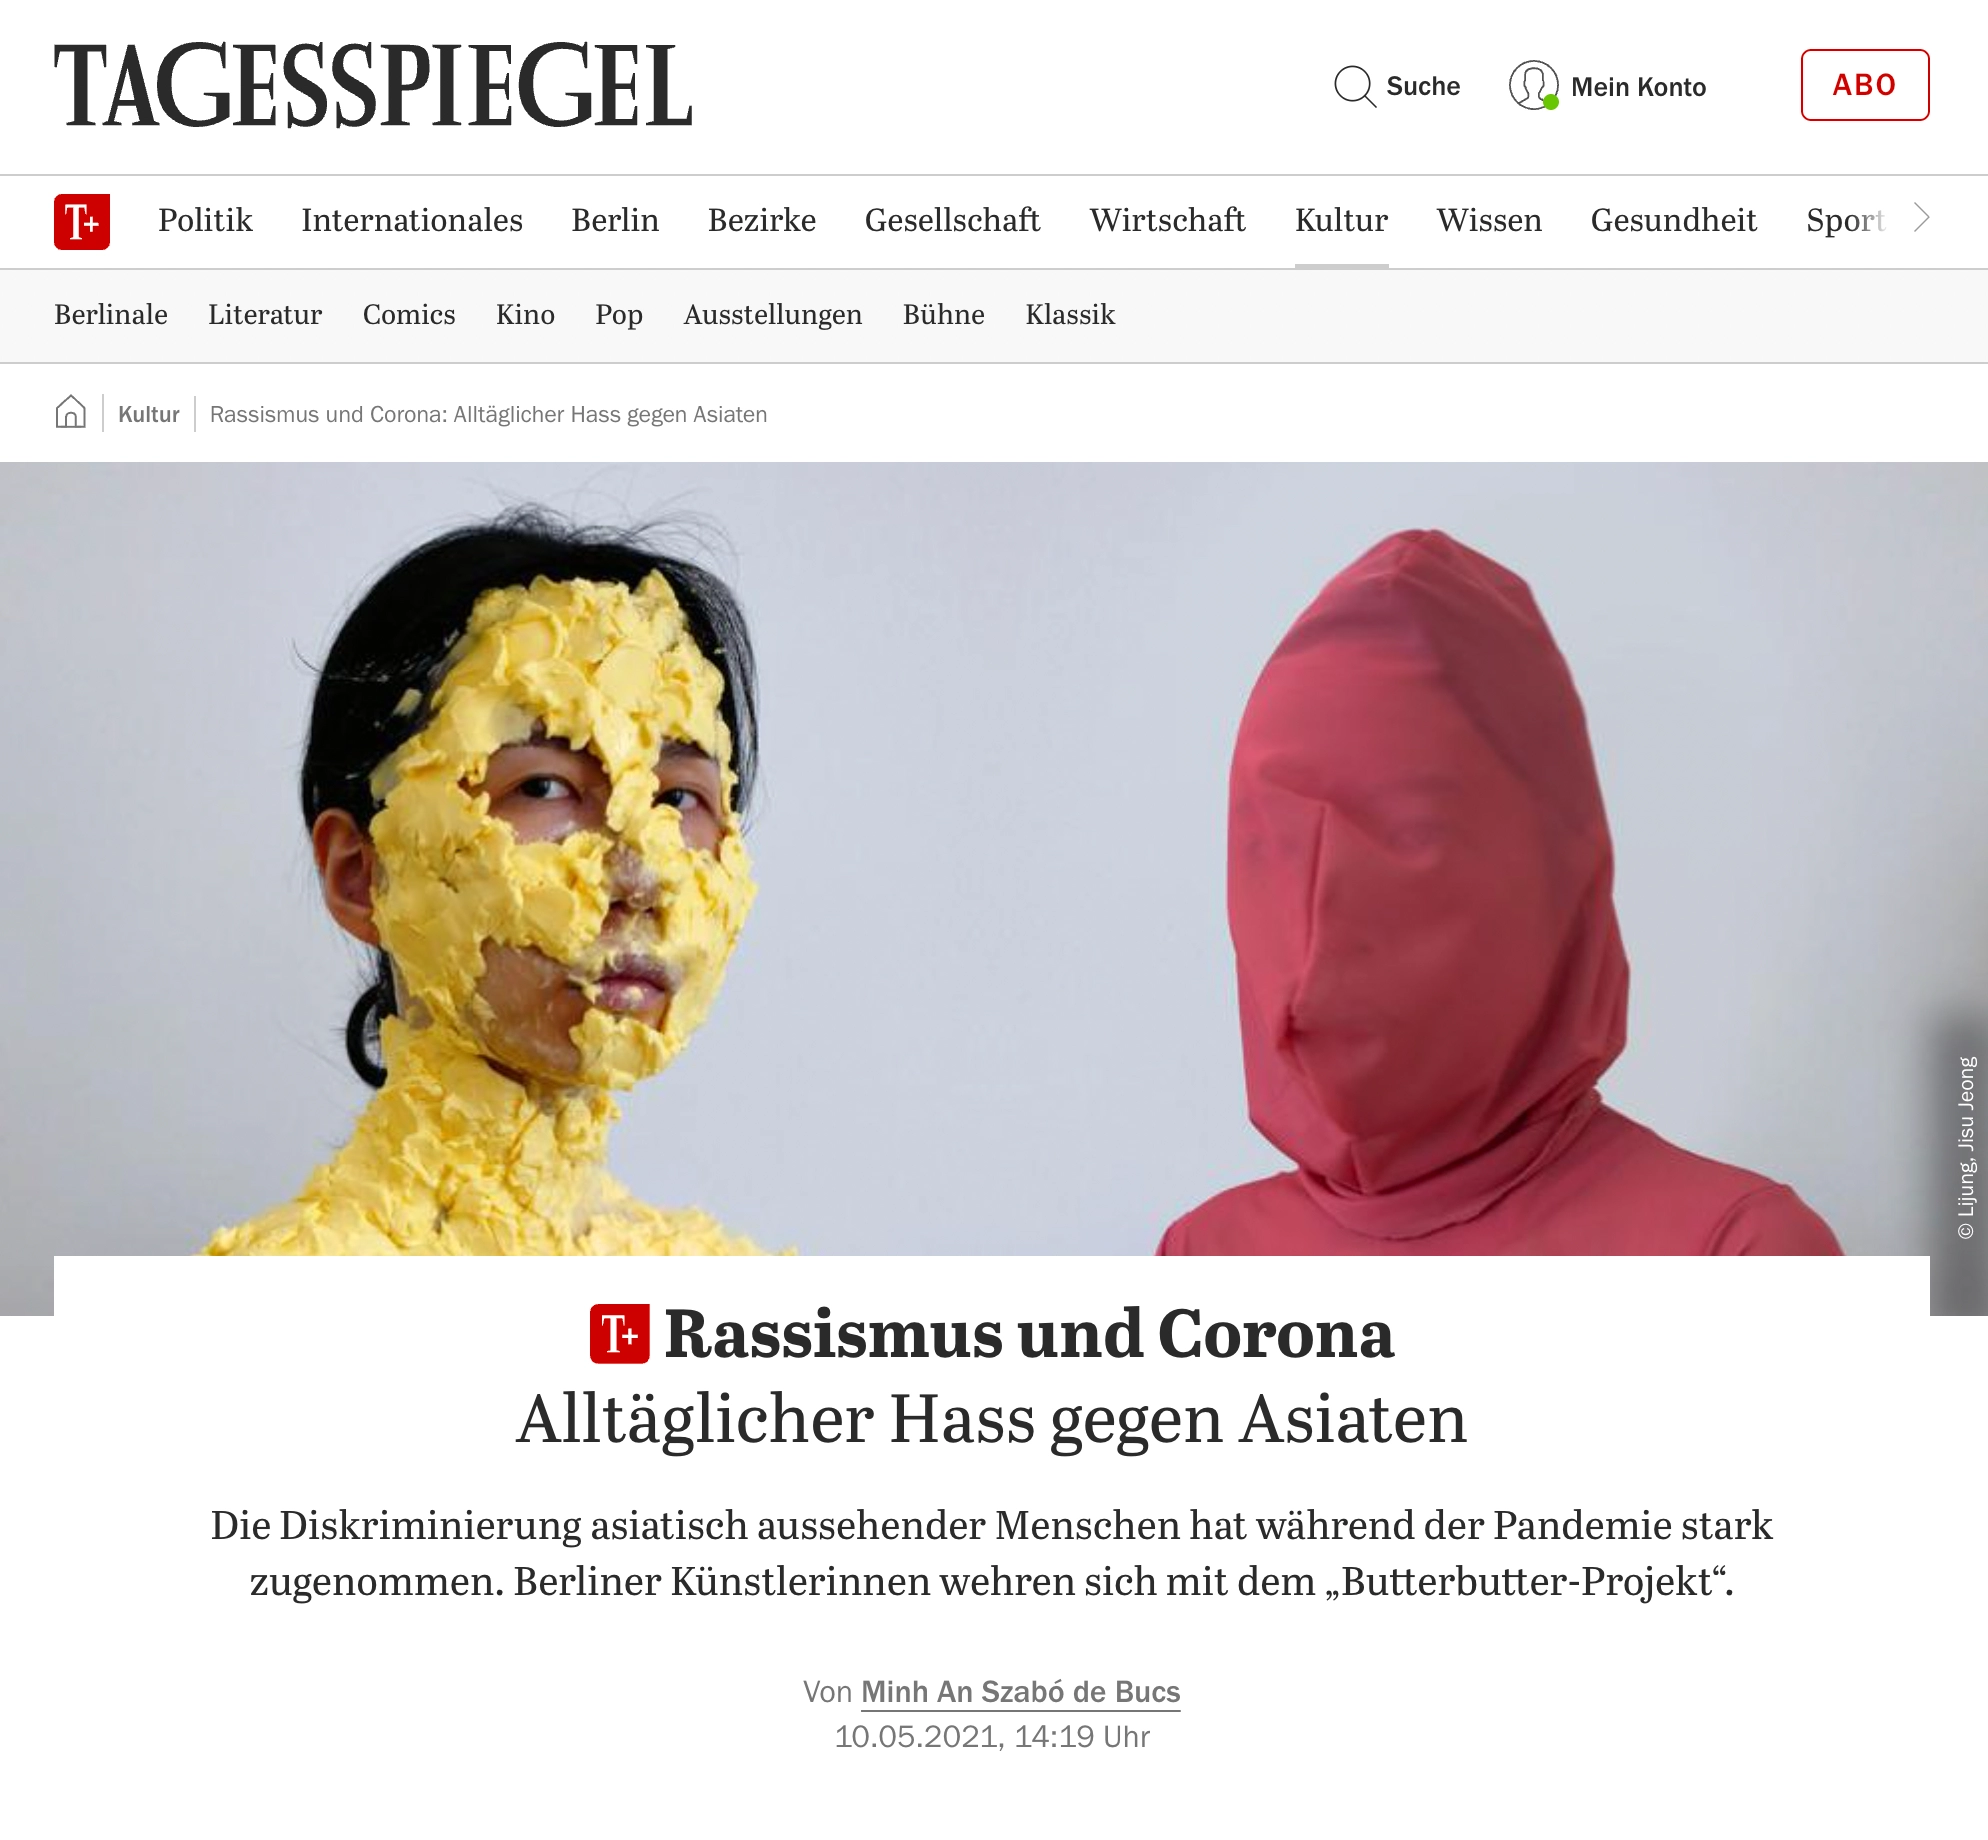 TAGESSPIEGEL
Suche
Mein Konto
ABO
T+ Politik Internationales Berlin Bezirke Gesellschaft Wirtschaft Kultur Wissen Gesundheit Sport
Berlinale Literatur Comics Kino Pop Ausstellungen Bühne Klassik
Kultur Rassismus und Corona: Alltäglicher Hass gegen Asiaten
© Lijung, Jisu Jeong
T+ Rassismus und Corona
Alltäglicher Hass gegen Asiaten
Die Diskriminierung asiatisch aussehender Menschen hat während der Pandemie stark
zugenommen. Berliner Künstlerinnen wehren sich mit dem „Butterbutter-Projekt“.
Von Minh An Szabó de Bucs
10.05.2021, 14:19 Uhr